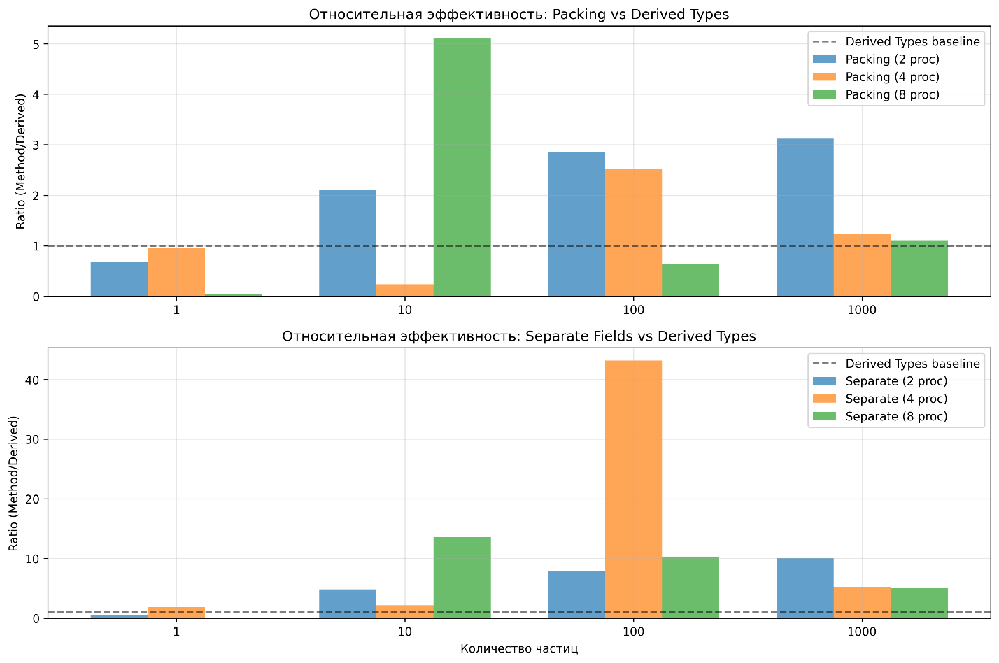 Относительная эффективность: Packing vs Derived Types
Ratio (Method/Derived)
5
4
3
2
1
0
Derived Types baseline
Packing (2 proc)
Packing (4 proc)
Packing (8 proc)
1
10
100
1000
Относительная эффективность: Separate Fields vs Derived Types
Ratio (Method/Derived)
40
30
20
10
0
Derived Types baseline
Separate (2 proc)
Separate (4 proc)
Separate (8 proc)
1
10
100
1000
Количество частиц